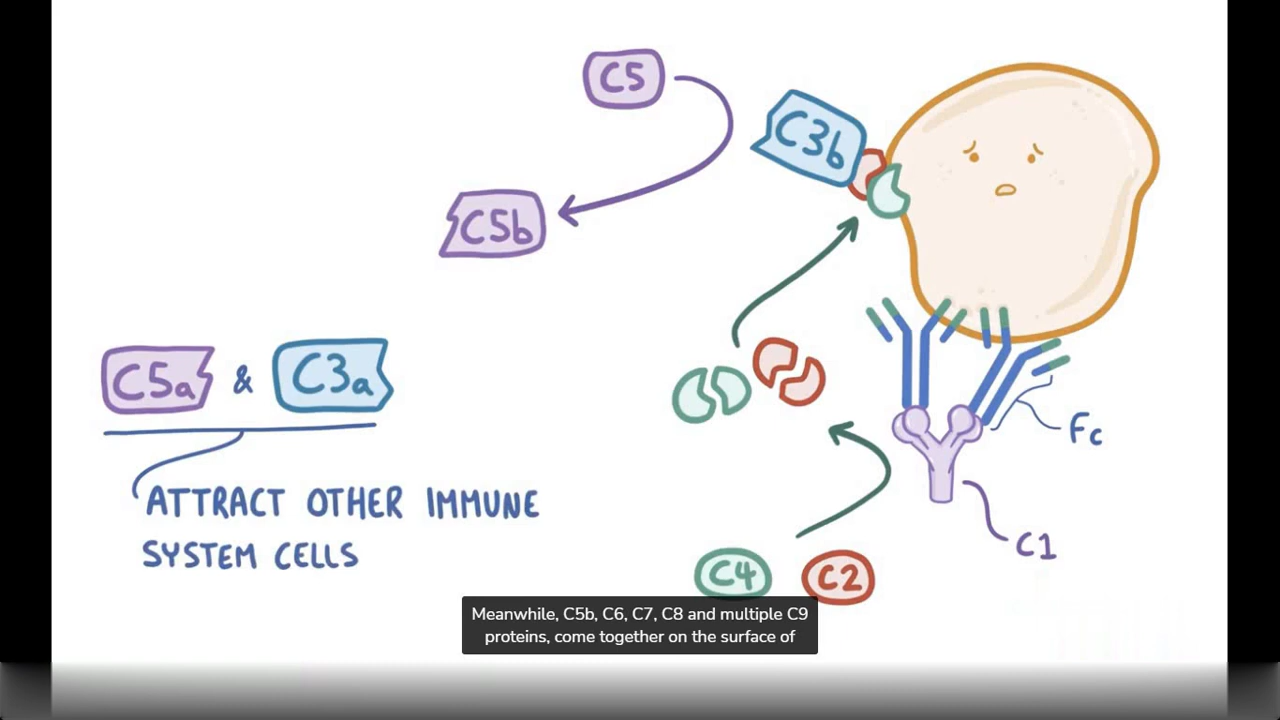 C5
C3b
C5b
C5a & C3a
ATTRACT OTHER IMMUNE
SYSTEM CELLS
Fc
C1
C4
C2
Meanwhile, C5b, C6, C7, C8 and multiple C9
proteins, come together on the surface of